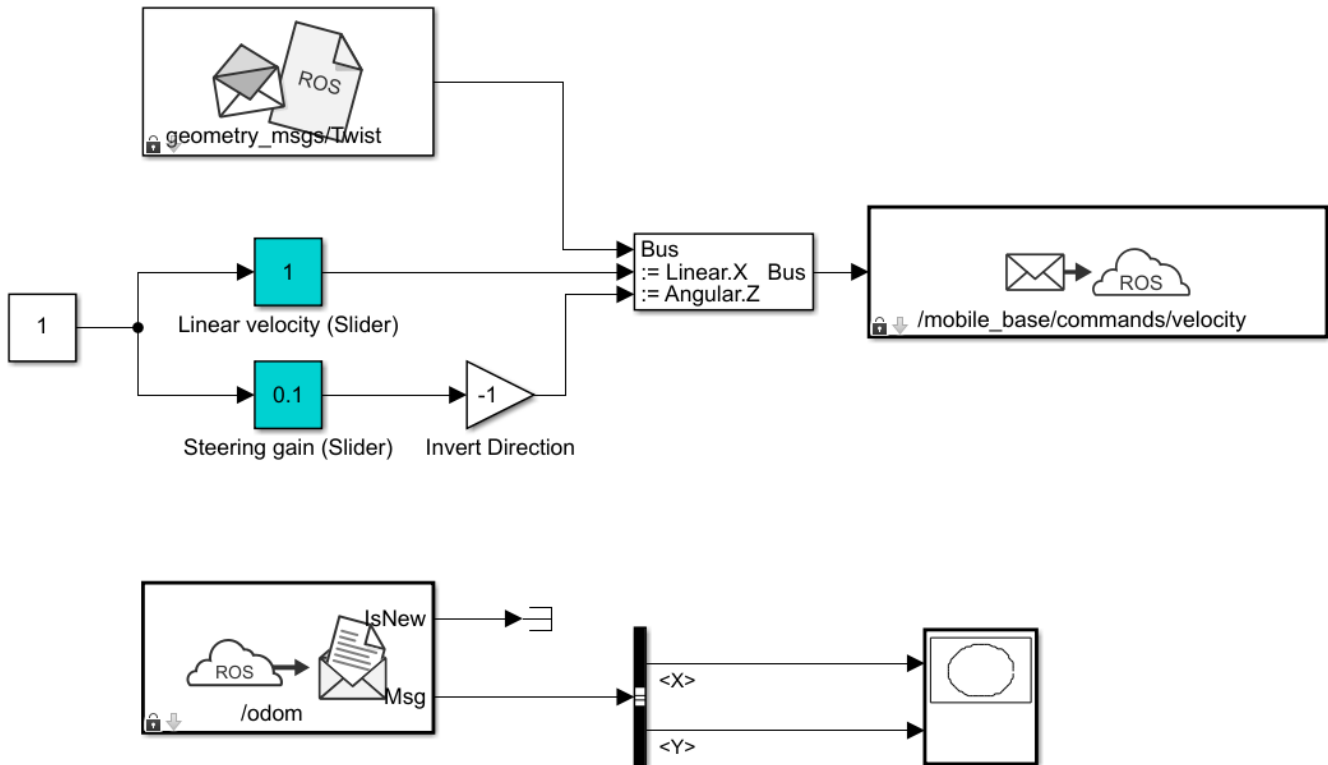 ROS
geometry_msgs/Twist
1
1
Linear velocity (Slider)
0.1
Steering gain (Slider)
-1
Invert Direction
Bus
:= Linear.X Bus
:= Angular.Z
ROS
/mobile_base/commands/velocity
IsNew
ROS
Msg
/odom
<X>
<Y>